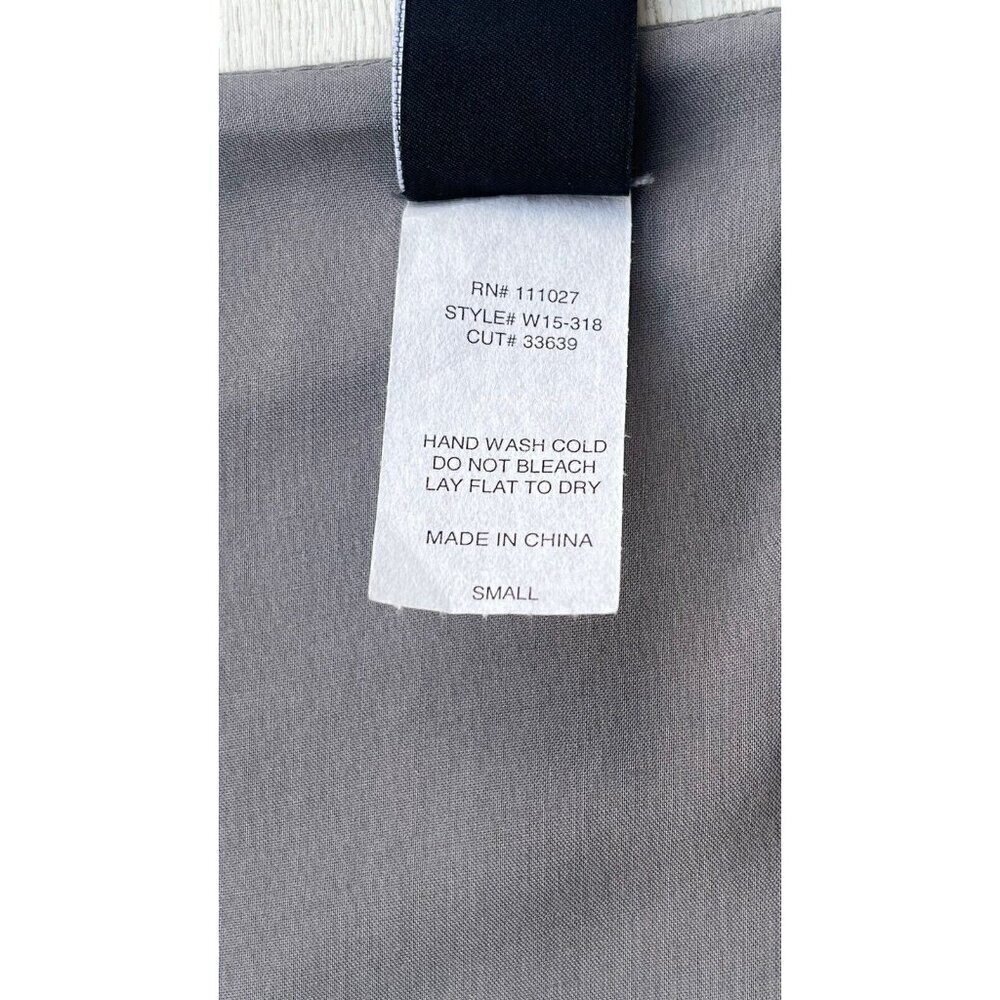 RN# 111027
STYLE# W15-318
CUT# 33639
HAND WASH COLD
DO NOT BLEACH
LAY FLAT TO DRY
MADE IN CHINA
SMALL